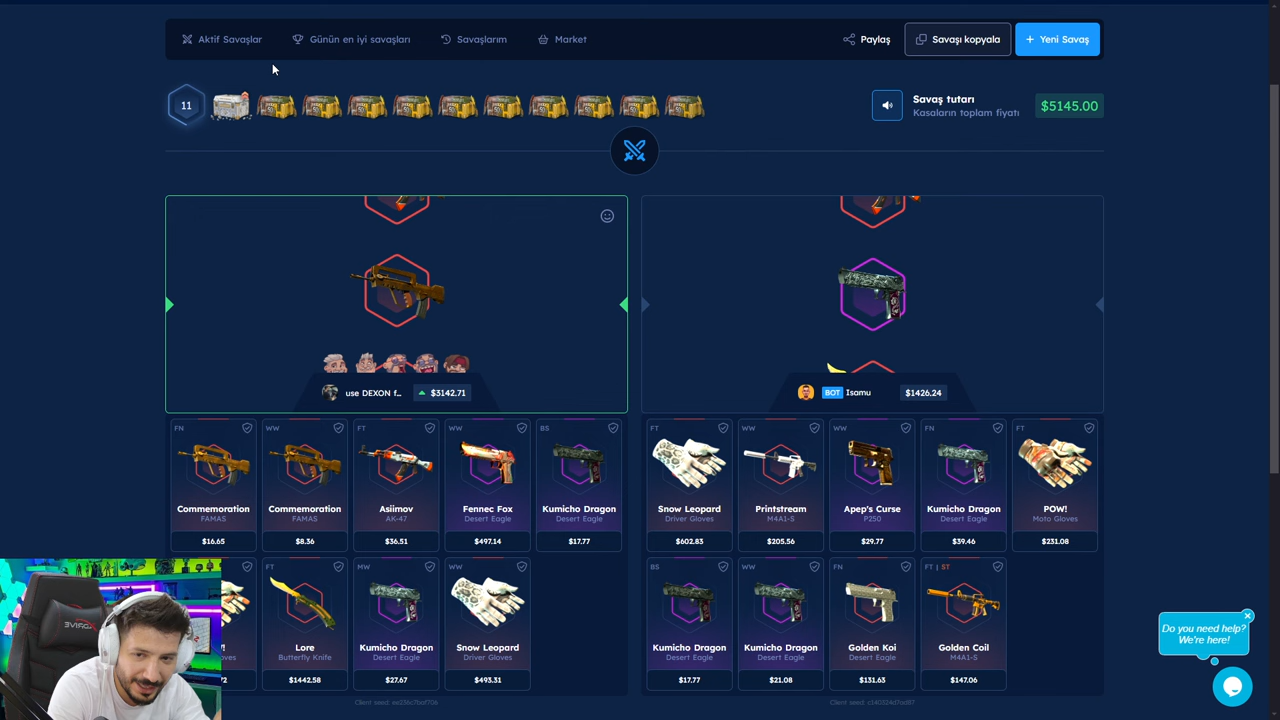 Aktif Savaşlar
Günün en iyi savaşları
Savaşlarım
Market
Paylaş
Savaşı kopyala
+ Yeni Savaş
11
Savaş tutarı
Kasaların toplam fiyatı
$5145.00
use DEXON f...
$3142.71
BOT Isamu
$1426.24
FN
Commemoration
FAMAS
$16.65
WW
Commemoration
FAMAS
$8.36
FT
Asiimov
AK-47
$36.51
WW
Fennec Fox
Desert Eagle
$497.14
BS
Kumicho Dragon
Desert Eagle
$17.77
FT
Snow Leopard
Driver Gloves
$602.83
WW
Printstream
M4A1-S
$205.56
WW
Apep's Curse
P250
$29.77
FN
Kumicho Dragon
Desert Eagle
$39.46
FT
POW!
Moto Gloves
$231.08
FT
Lore
Butterfly Knife
$1442.58
MW
Kumicho Dragon
Desert Eagle
$27.67
WW
Snow Leopard
Driver Gloves
$493.31
BS
Kumicho Dragon
Desert Eagle
$17.77
WW
Kumicho Dragon
Desert Eagle
$21.08
FN
Golden Koi
Desert Eagle
$131.63
FT | ST
Golden Coil
M4A1-S
$147.06
Do you need help?
We're here!